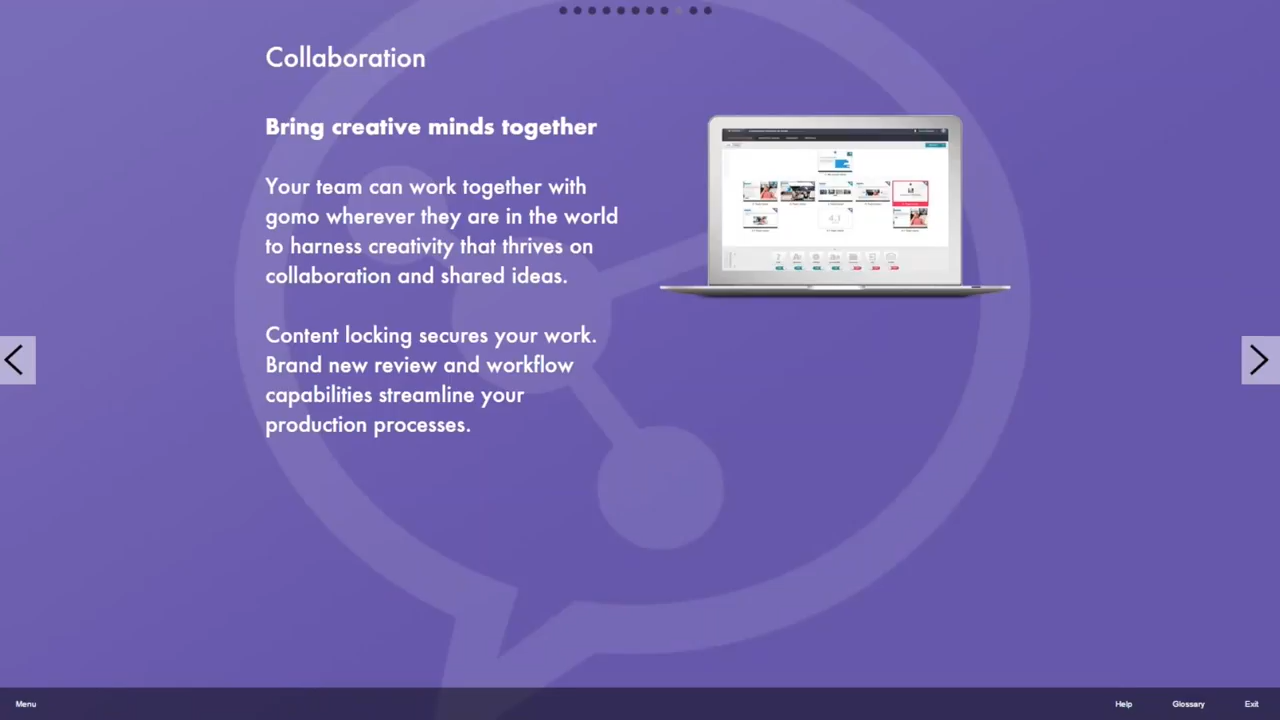 Collaboration
Bring creative minds together
Your team can work together with
gomo wherever they are in the world
to harness creativity that thrives on
collaboration and shared ideas.
Content locking secures your work.
Brand new review and workflow
capabilities streamline your
production processes.
4.1
Menu
Help
Glossary
Exit